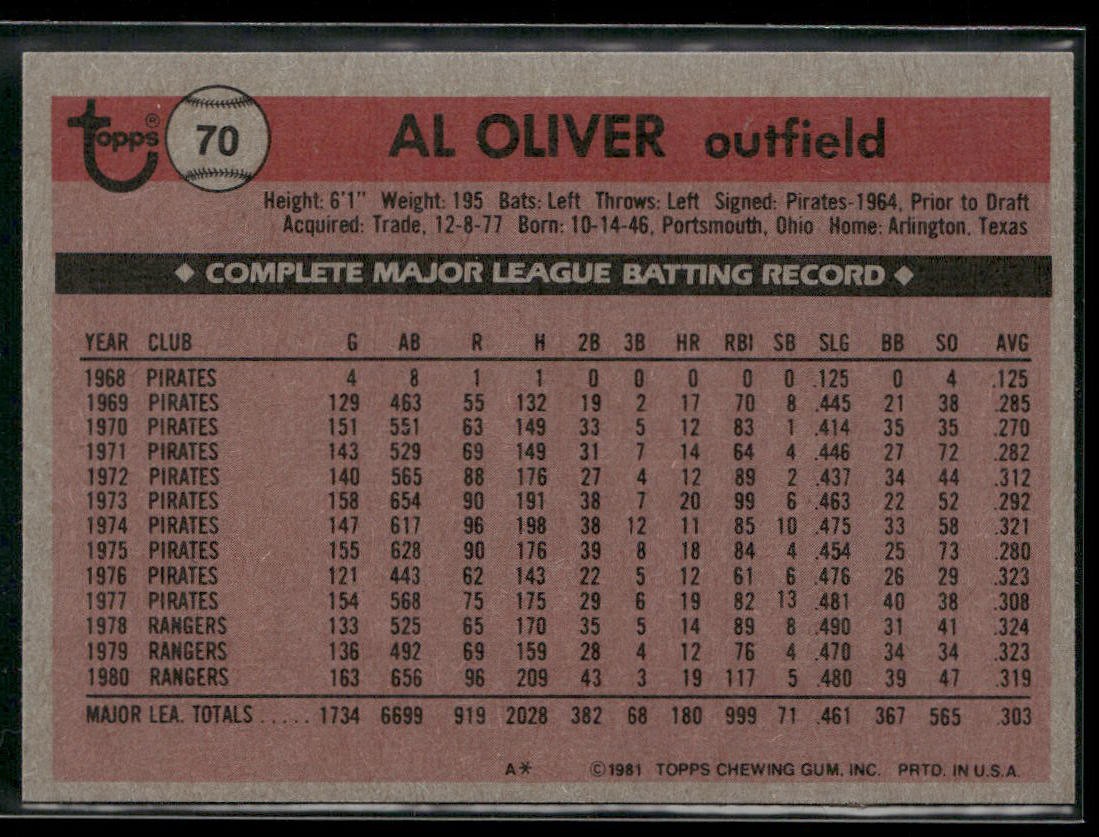 topps® 70 AL OLIVER outfield
Height: 6'1" Weight: 195 Bats: Left Throws: Left Signed: Pirates-1964, Prior to Draft
Acquired: Trade, 12-8-77 Born: 10-14-46, Portsmouth, Ohio Home: Arlington, Texas
◆ COMPLETE MAJOR LEAGUE BATTING RECORD ◆
YEAR CLUB G AB R H 2B 3B HR RBI SB SLG BB SO AVG
1968 PIRATES 4 8 1 1 0 0 0 0 0 .125 0 4 .125
1969 PIRATES 129 463 55 132 19 2 17 70 8 .445 21 38 .285
1970 PIRATES 151 551 63 149 33 5 12 83 1 .414 35 35 .270
1971 PIRATES 143 529 69 149 31 7 14 64 4 .446 27 72 .282
1972 PIRATES 140 565 88 176 27 4 12 89 2 .437 34 44 .312
1973 PIRATES 158 654 90 191 38 7 20 99 6 .463 22 52 .292
1974 PIRATES 147 617 96 198 38 12 11 85 10 .475 33 58 .321
1975 PIRATES 155 628 90 176 39 8 18 84 4 .454 25 73 .280
1976 PIRATES 121 443 62 143 22 5 12 61 6 .476 26 29 .323
1977 PIRATES 154 568 75 175 29 6 19 82 13 .481 40 38 .308
1978 RANGERS 133 525 65 170 35 5 14 89 8 .490 31 41 .324
1979 RANGERS 136 492 69 159 28 4 12 76 4 .470 34 34 .323
1980 RANGERS 163 656 96 209 43 3 19 117 5 .480 39 47 .319
MAJOR LEA. TOTALS ..... 1734 6699 919 2028 382 68 180 999 71 .461 367 565 .303
A* ©1981 TOPPS CHEWING GUM, INC. PRTD. IN U.S.A.